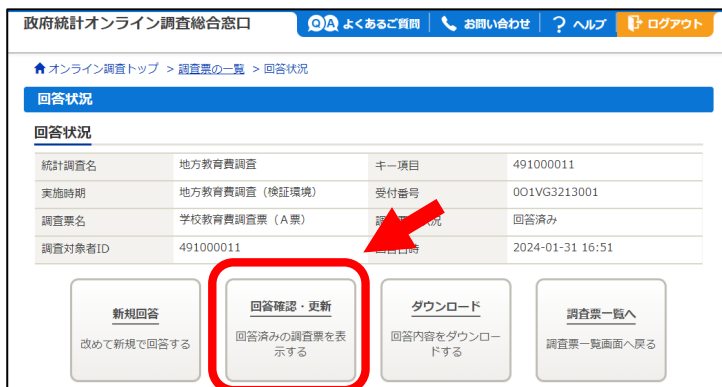 政府統計オンライン調査総合窓口 Q&A よくあるご質問 お問い合わせ ? ヘルプ ログアウト
オンライン調査トップ > 調査票の一覧 > 回答状況
回答状況
回答状況
統計調査名 地方教育費調査 キー項目 491000011
実施時期 地方教育費調査（検証環境） 受付番号 0O1VG3213001
調査票名 学校教育費調査票（A票） 況 回答済み
調査対象者ID 491000011 日時 2024-01-31 16:51
新規回答
改めて新規で回答する
回答確認・更新
回答済みの調査票を表
示する
ダウンロード
回答内容をダウンロー
ドする
調査票一覧へ
調査票一覧画面へ戻る